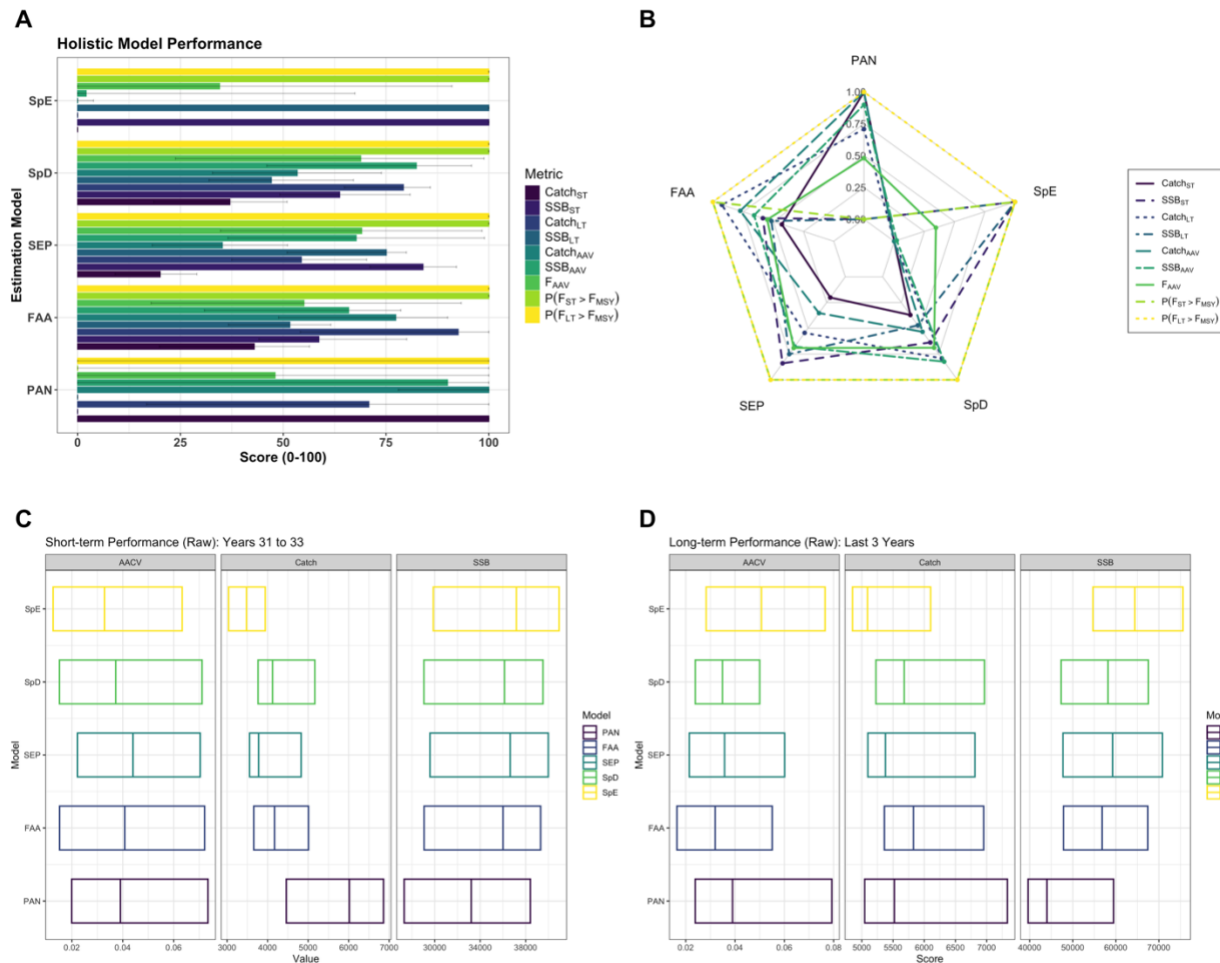 A
Holistic Model Performance
Estimation Model
SpE
SpD
SEP
FAA
PAN
0
25
50
75
100
Score (0-100)
Metric
Catch_ST
SSB_ST
Catch_LT
SSB_LT
Catch_AAV
SSB_AAV
F_AAV
P(F_ST > F_MSY)
P(F_LT > F_MSY)
B
PAN
SpE
SpD
SEP
FAA
1.00
0.75
0.50
0.25
0.00
Catch_ST
SSB_ST
Catch_LT
SSB_LT
Catch_AAV
SSB_AAV
F_AAV
P(F_ST > F_MSY)
P(F_LT > F_MSY)
C
Short-term Performance (Raw): Years 31 to 33
AACV
Catch
SSB
Model
SpE
SpD
SEP
FAA
PAN
0.02 0.04 0.06
3000 4000 5000 6000 7000
30000 34000 38000
Value
Model
PAN
FAA
SEP
SpD
SpE
D
Long-term Performance (Raw): Last 3 Years
AACV
Catch
SSB
Model
SpE
SpD
SEP
FAA
PAN
0.02 0.04 0.06 0.08
5000 5500 6000 6500 7000
40000 50000 60000 70000
Score
Mo